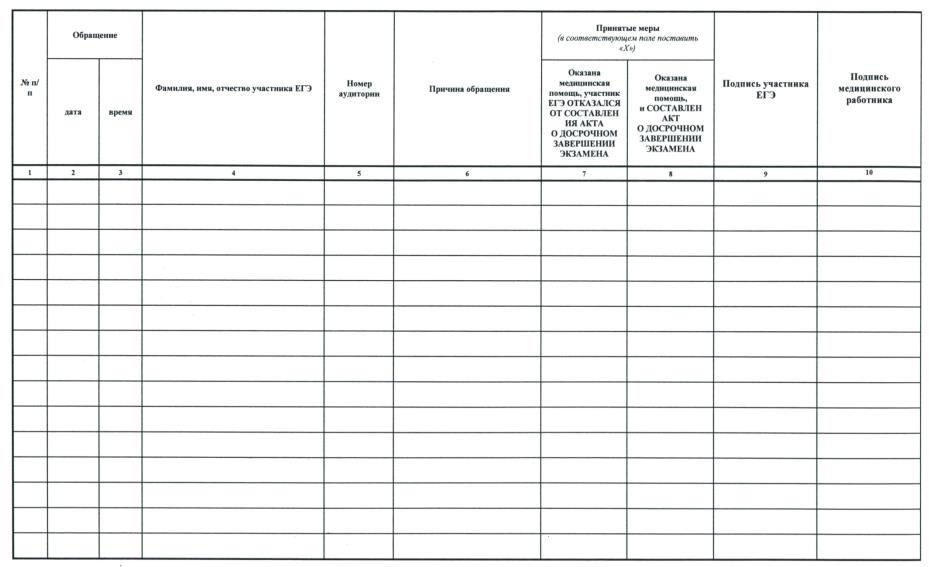 № п/
п
Обращение
дата
время
Фамилия, имя, отчество участника ЕГЭ
Номер
аудитории
Причина обращения
Принятые меры
(в соответствующем поле поставить
«Х»)
Оказана
медицинская
помощь, участник
ЕГЭ ОТКАЗАЛСЯ
ОТ СОСТАВЛЕН
ИЯ АКТА
О ДОСРОЧНОМ
ЗАВЕРШЕНИИ
ЭКЗАМЕНА
Оказана
медицинская
помощь,
и СОСТАВЛЕН
АКТ
О ДОСРОЧНОМ
ЗАВЕРШЕНИИ
ЭКЗАМЕНА
Подпись участника
ЕГЭ
Подпись
медицинского
работника
1 2 3 4 5 6 7 8 9 10